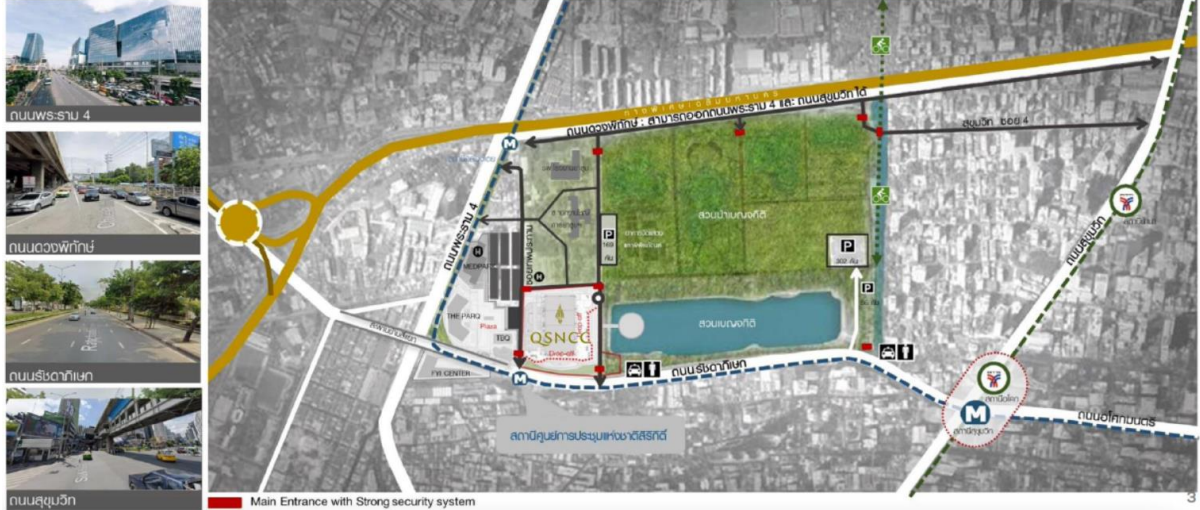 ถนนพระราม 4
ถนนดวงพิทักษ์
ถนนรัชดาภิเษก
ถนนสุขุมวิท
ถนนดวงพิทักษ์ : สามารถออกถนนพระราม 4 และ ถนนสุขุมวิท ได้
สุขุมวิท ซอย 4
M
ถนนพระราม 4
สวนป่าเบญจกิติ
P
169
คัน
P
302 คัน
P
ถนนสุขุมวิท
H
MEDPARK
H
THE PARQ
Plaza
TDQ
QSNCC
Drop-off
Drop-off
สวนเบญจกิติ
FYI CENTER
M
ถนนรัชดาภิเษก
สถานีอโศก
M
สถานีสุขุมวิท
ถนนอโศกมนตรี
สถานีศูนย์การประชุมแห่งชาติสิริกิติ์
Main Entrance with Strong security system
3